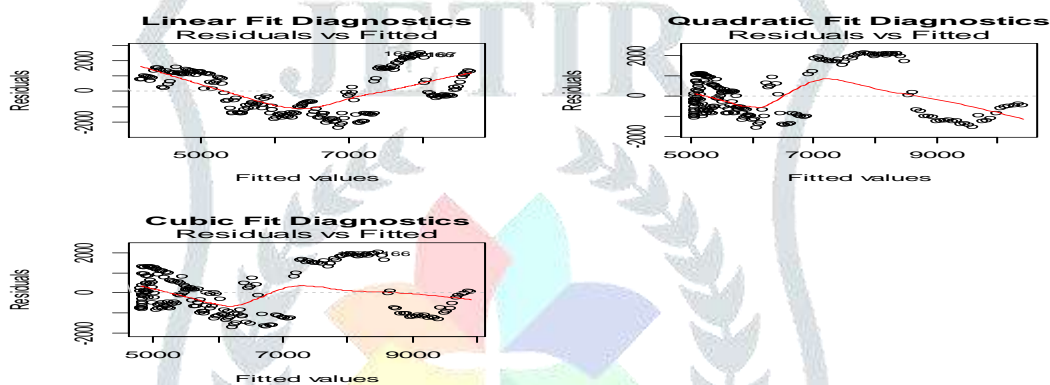 Linear Fit Diagnostics
Residuals vs Fitted
Residuals
2000
0
-2000
5000
7000
Fitted values
Quadratic Fit Diagnostics
Residuals vs Fitted
Residuals
2000
0
-2000
5000
7000
9000
Fitted values
Cubic Fit Diagnostics
Residuals vs Fitted
166
Residuals
2000
0
-2000
5000
7000
9000
Fitted values
JETIR